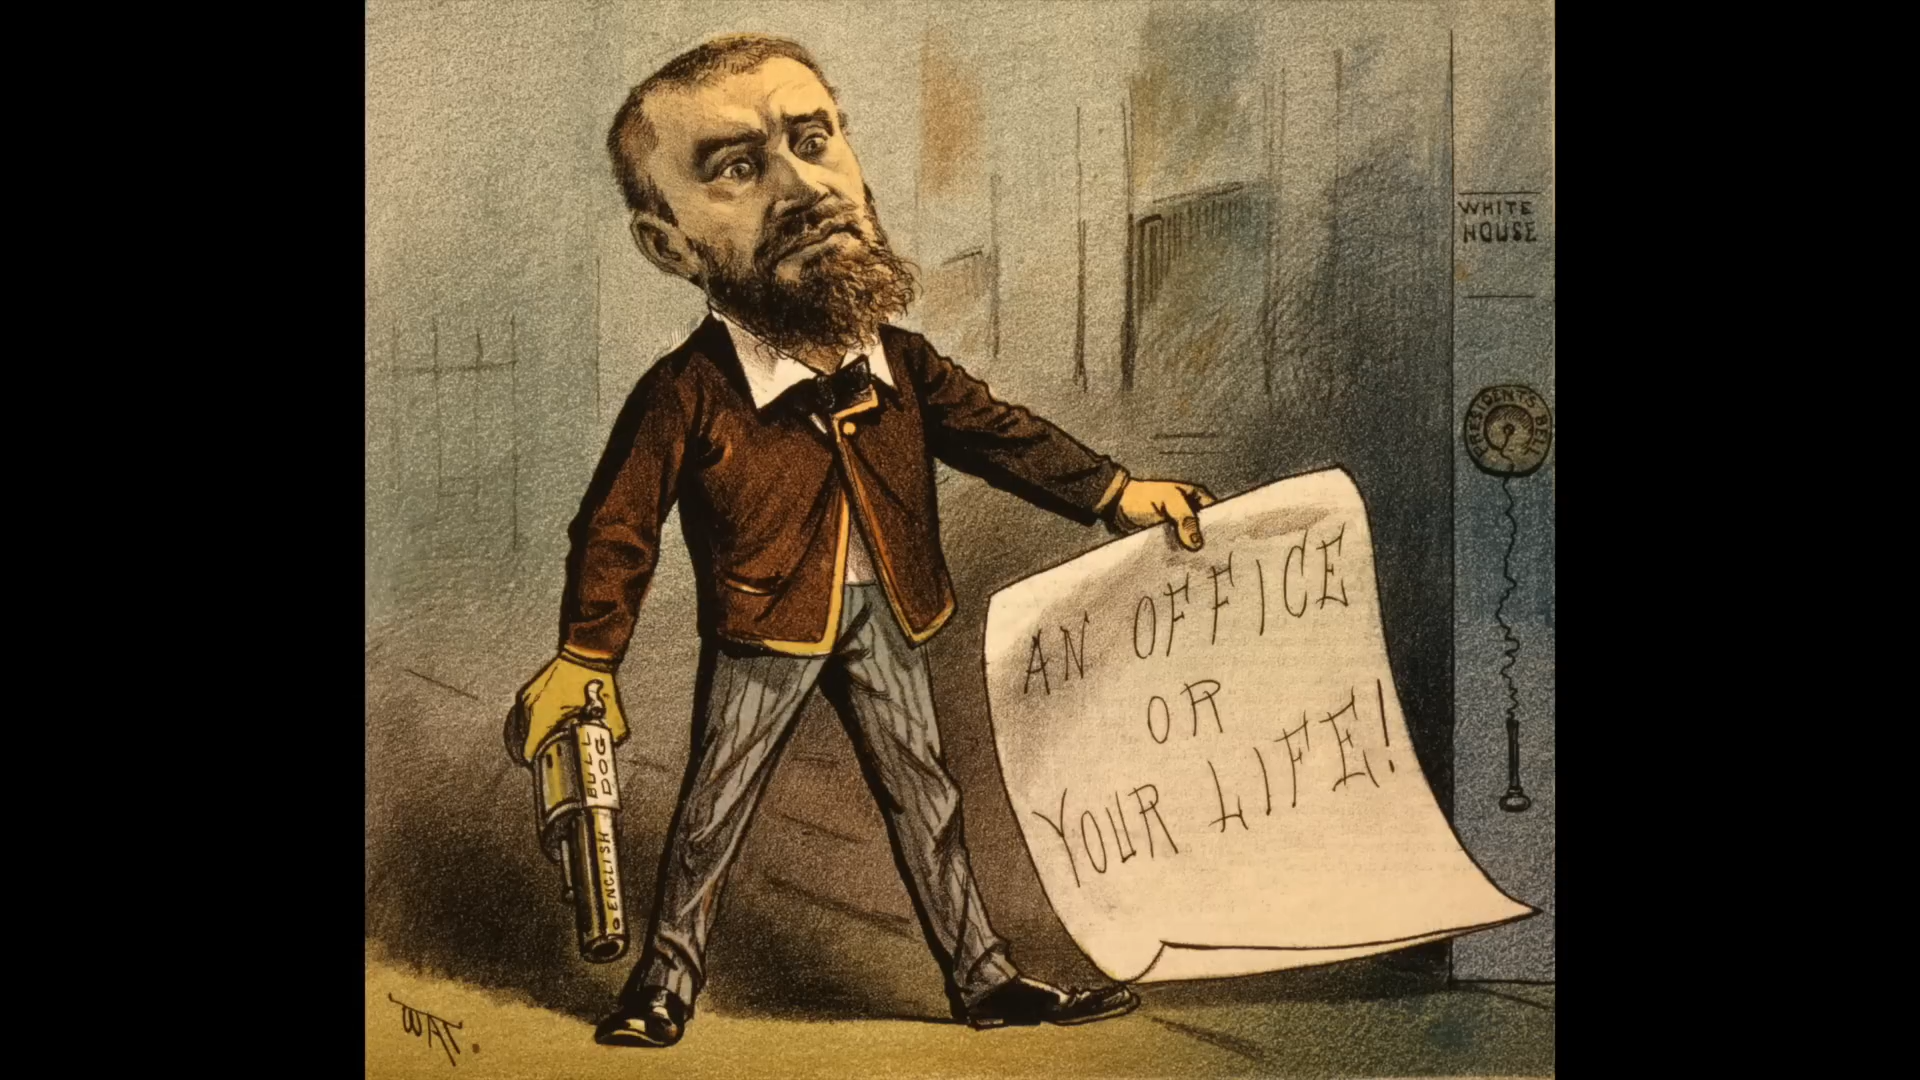 WHITE
HOUSE
PRESIDENTS BELL
AN OFFICE
OR
YOUR LIFE!
ENGLISH BULL
DOG
WAT.